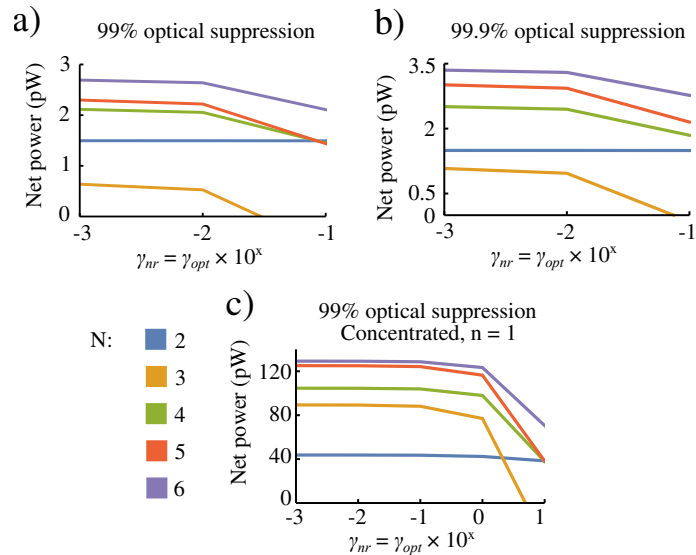 a)
99% optical suppression
Net power (pW)
3
2
1
0
-3
-2
-1
γnr = γopt × 10^x
b)
99.9% optical suppression
Net power (pW)
3.5
2
0.5
0
-3
-2
-1
γnr = γopt × 10^x
c)
99% optical suppression
Concentrated, n = 1
Net power (pW)
120
80
40
0
-3
-2
-1
0
1
γnr = γopt × 10^x
N:
2
3
4
5
6